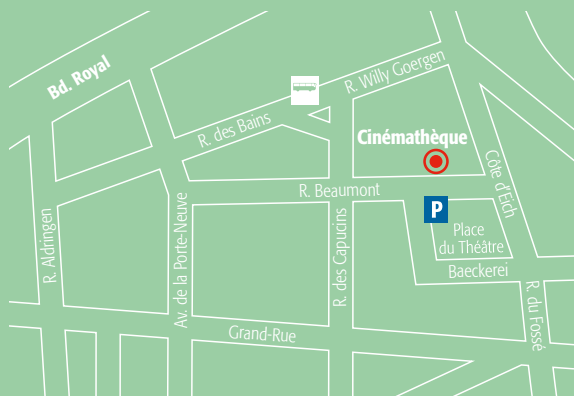 Bd. Royal
R. Willy Goergen
R. des Bains
Cinémathèque
Côte d'Eich
R. Beaumont
P
Place
du Théâtre
Baeckerei
R. Aldringen
Av. de la Porte-Neuve
R. des Capucins
R. du Fossé
Grand-Rue